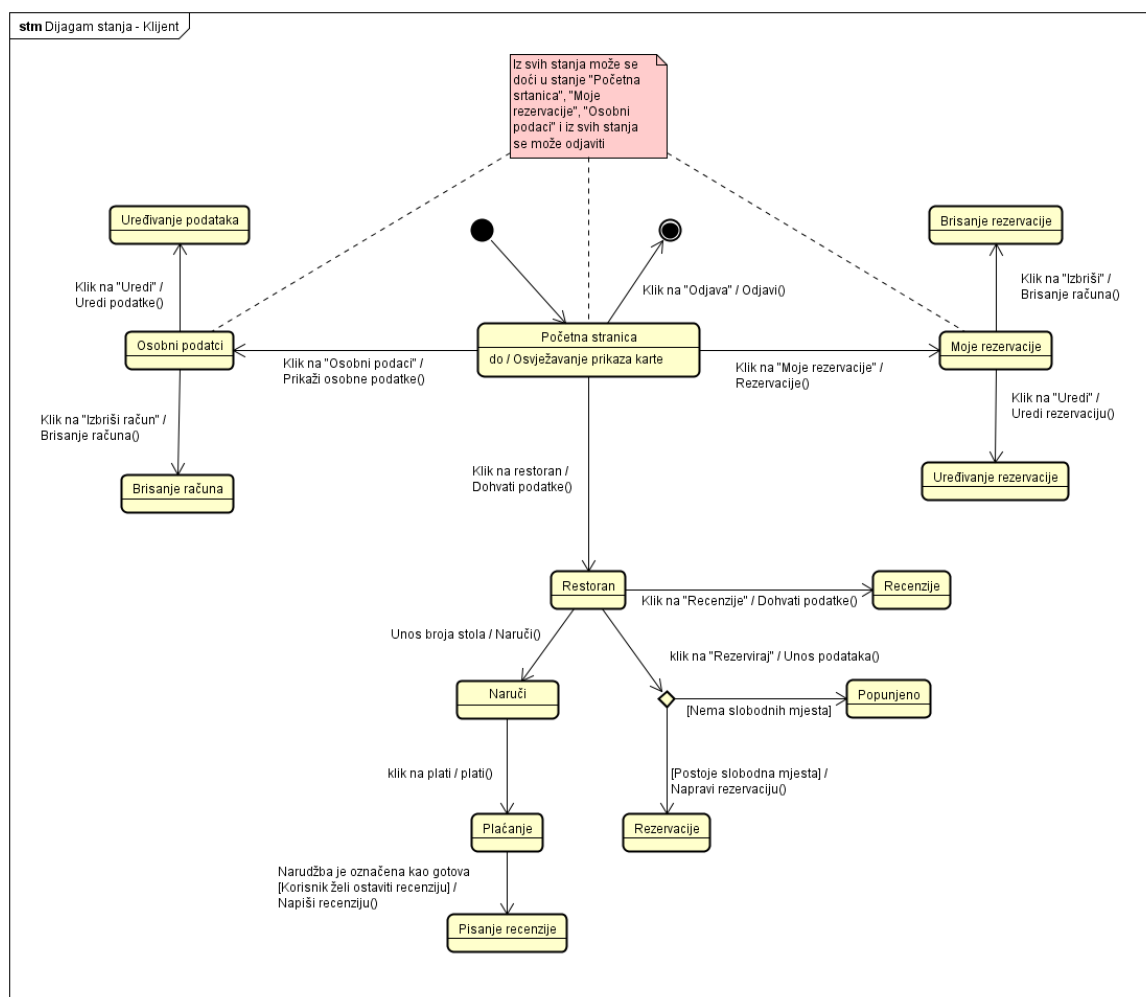 stm Dijagam stanja - Klijent
Iz svih stanja može se
doći u stanje "Početna
srtanica", "Moje
rezervacije", "Osobni
podaci" i iz svih stanja
se može odjaviti
Uređivanje podataka
Brisanje rezervacije
Klik na "Uredi" /
Uredi podatke()
Klik na "Odjava" / Odjavi()
Klik na "Izbriši" /
Brisanje računa()
Osobni podatci
Početna stranica
do / Osvježavanje prikaza karte
Moje rezervacije
Klik na "Osobni podaci" /
Prikaži osobne podatke()
Klik na "Moje rezervacije" /
Rezervacije()
Klik na "Izbriši račun" /
Brisanje računa()
Klik na "Uredi" /
Uredi rezervaciju()
Brisanje računa
Klik na restoran /
Dohvati podatke()
Uređivanje rezervacije
Restoran
Klik na "Recenzije" / Dohvati podatke()
Recenzije
Unos broja stola / Naruči()
klik na "Rezerviraj" / Unos podataka()
Naruči
[Nema slobodnih mjesta]
Popunjeno
klik na plati / plati()
[Postoje slobodna mjesta] /
Napravi rezervaciju()
Plaćanje
Rezervacije
Narudžba je označena kao gotova
[Korisnik želi ostaviti recenziju] /
Napiši recenziju()
Pisanje recenzije